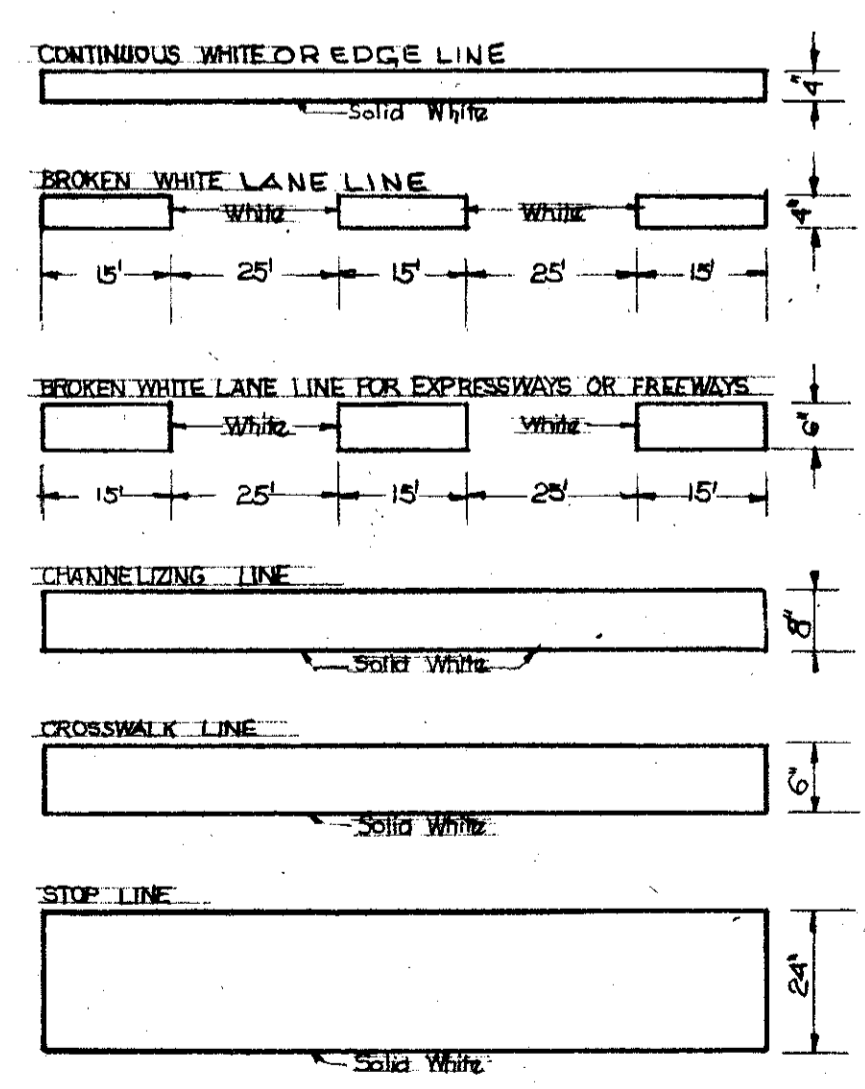 CONTINUOUS WHITE OR EDGE LINE
4"
Solid White
BROKEN WHITE LANE LINE
White White
4"
15' 25' 15' 25' 15'
BROKEN WHITE LANE LINE FOR EXPRESSWAYS OR FREEWAYS
White White
6"
15' 25' 15' 25' 15'
CHANNELIZING LINE
8"
Solid White
CROSSWALK LINE
6"
Solid White
STOP LINE
24"
Solid White